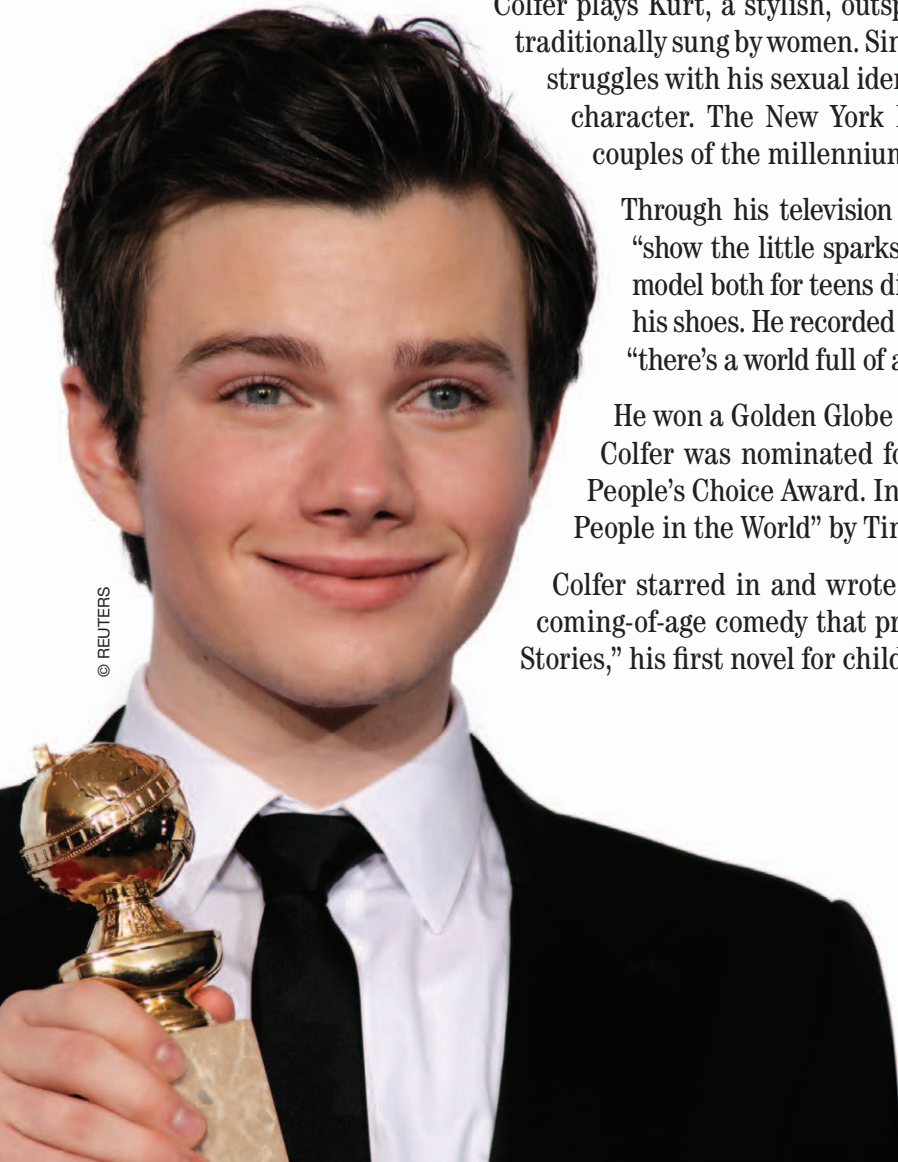 Colfer plays Kurt, a stylish, outsp
traditionally sung by women. Sin
struggles with his sexual iden
character. The New York
couples of the millennium
Through his television
“show the little sparks
model both for teens di
his shoes. He recorded
“there’s a world full of a
He won a Golden Globe
Colfer was nominated fo
People’s Choice Award. In
People in the World” by Tim
Colfer starred in and wrote
coming-of-age comedy that pr
Stories,” his first novel for child
© REUTERS